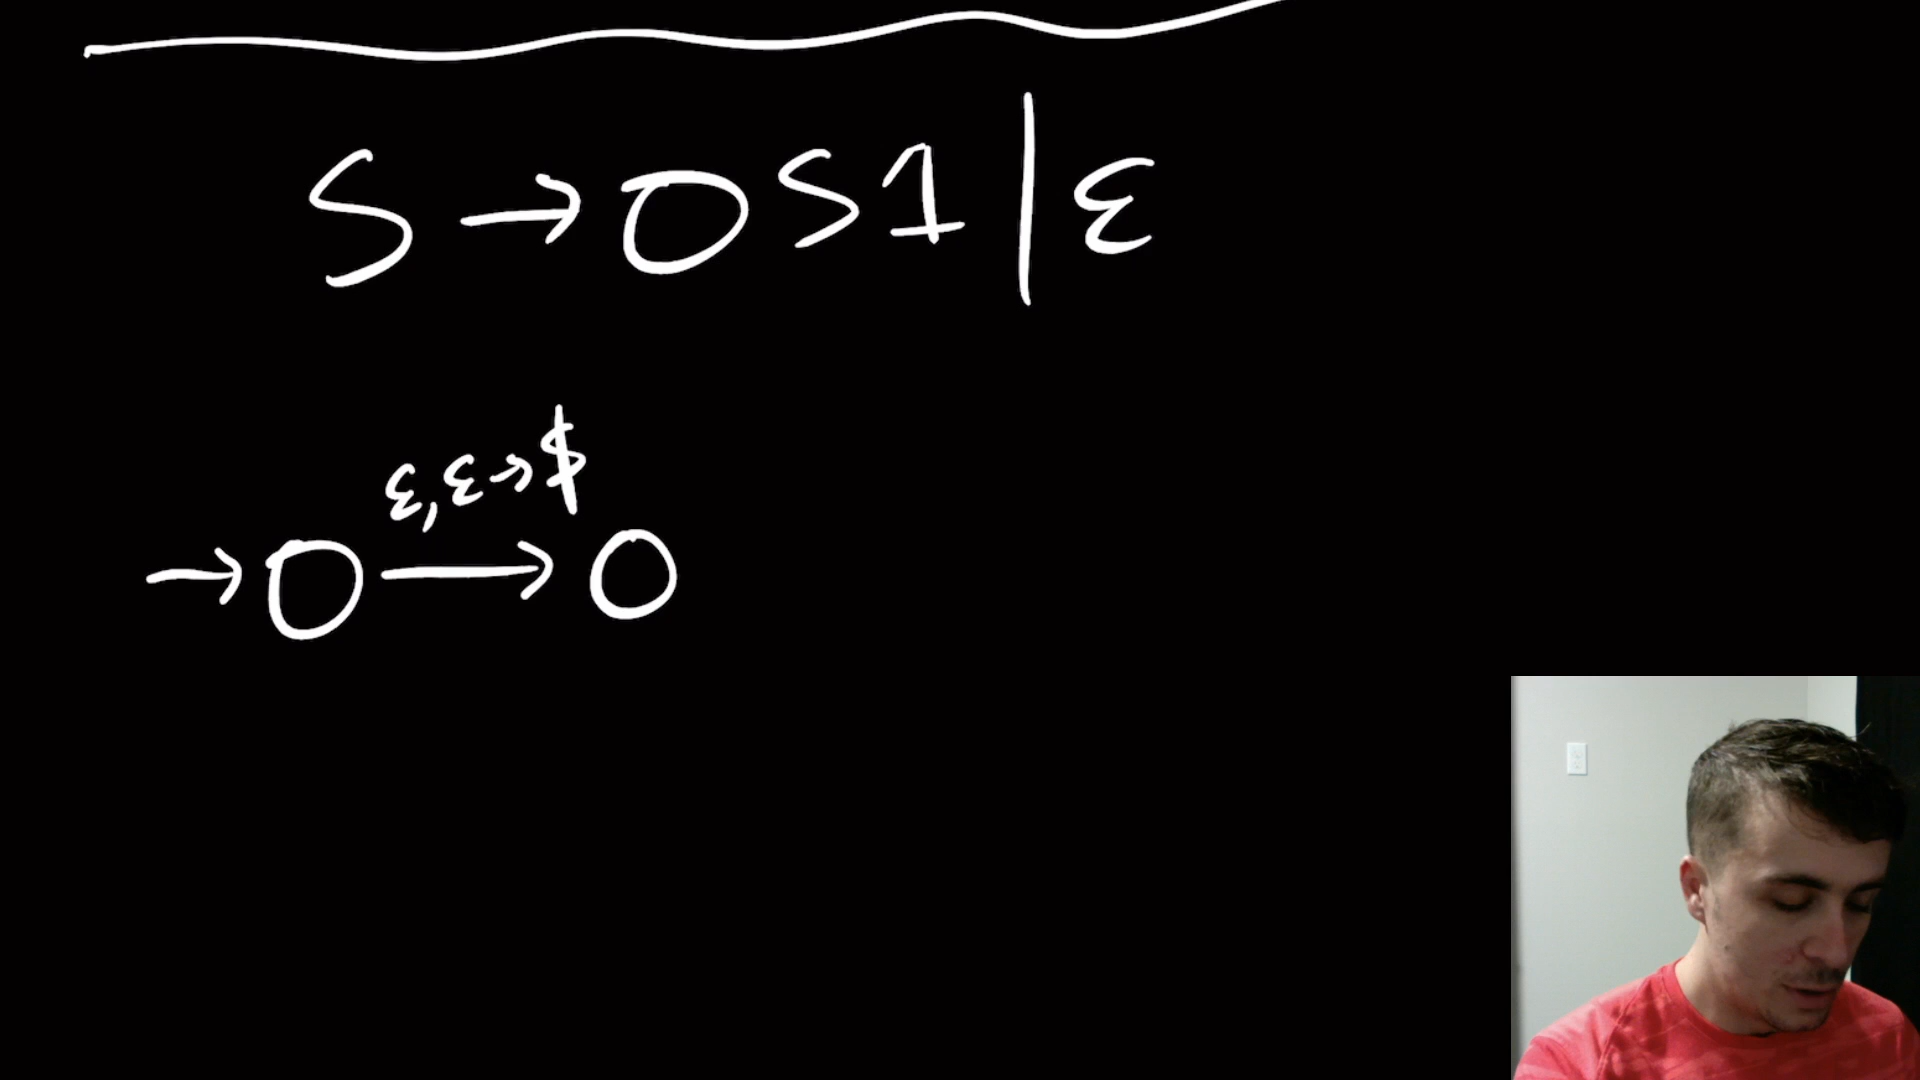 S → 0S1 | ε
ε, ε → $